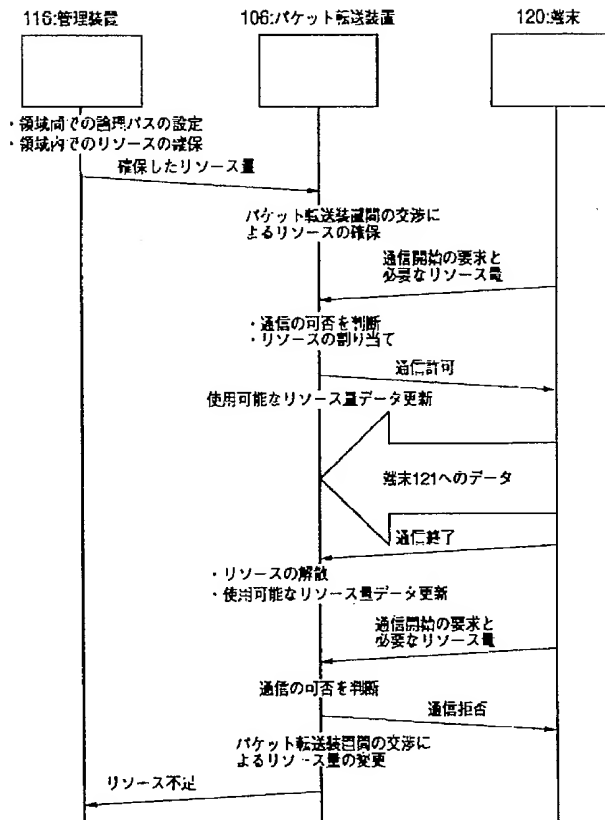 116:管理装置
106:パケット転送装置
120:端末
・領域間での論理パスの設定
・領域内でのリソースの確保
確保したリソース量
パケット転送装置間の交渉に
よるリソースの確保
通信開始の要求と
必要なリソース量
・通信の可否を判断
・リソースの割り当て
通信許可
使用可能なリソース量データ更新
端末121へのデータ
通信終了
・リソースの解散
・使用可能なリソース量データ更新
通信開始の要求と
必要なリソース量
通信の可否を判断
通信拒否
パケット転送装置間の交渉に
よるリソース量の変更
リソース不足